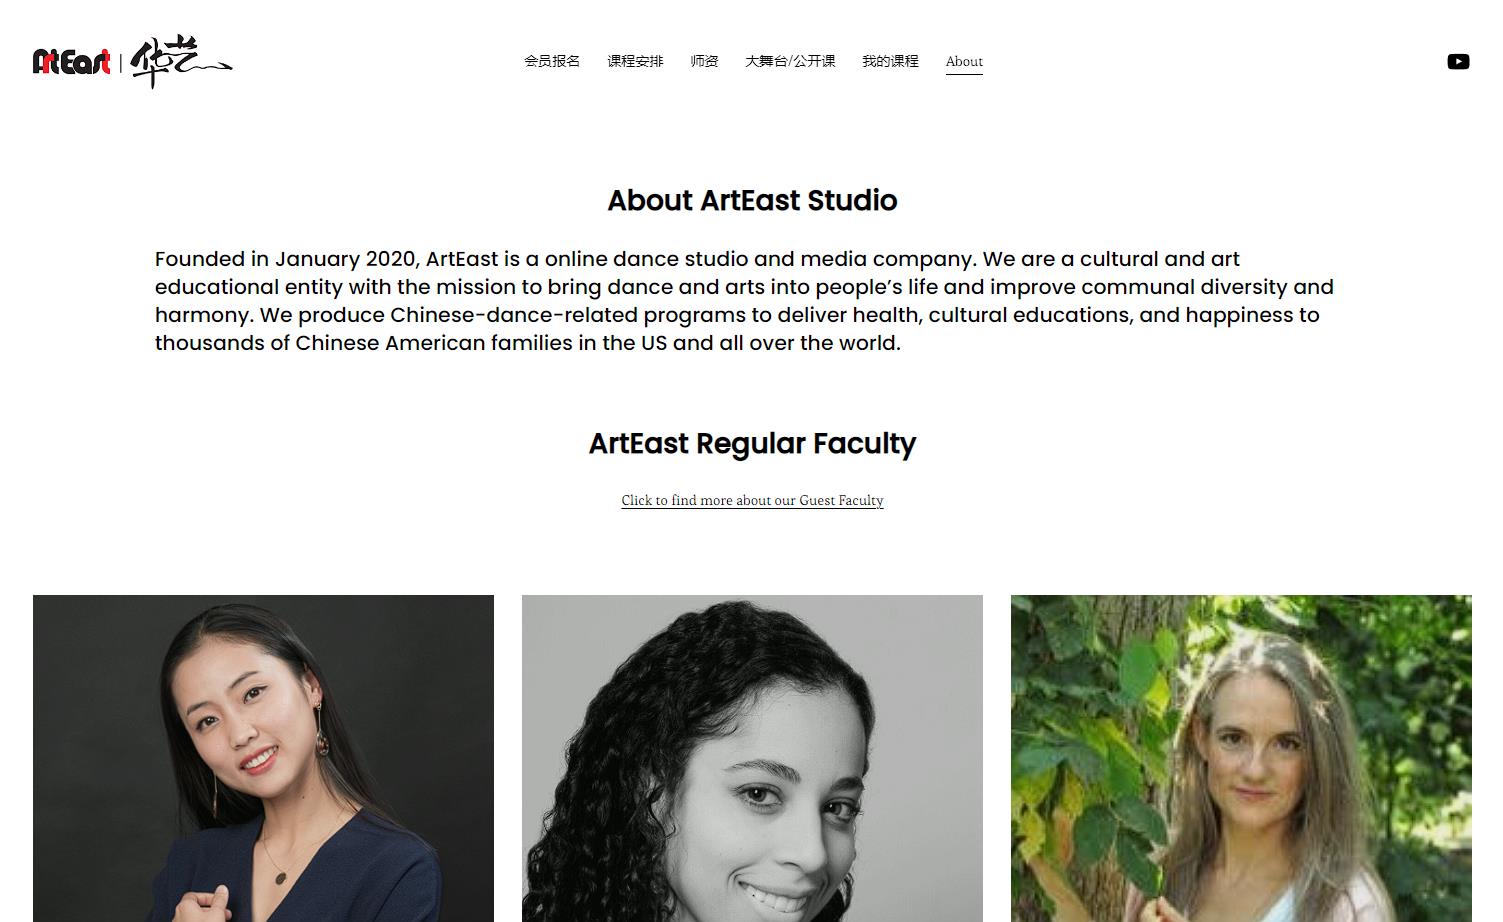 ArtEast | 华艺
会员报名 课程安排 师资 大舞台/公开课 我的课程 About
About ArtEast Studio
Founded in January 2020, ArtEast is a online dance studio and media company. We are a cultural and art
educational entity with the mission to bring dance and arts into people’s life and improve communal diversity and
harmony. We produce Chinese-dance-related programs to deliver health, cultural educations, and happiness to
thousands of Chinese American families in the US and all over the world.
ArtEast Regular Faculty
Click to find more about our Guest Faculty